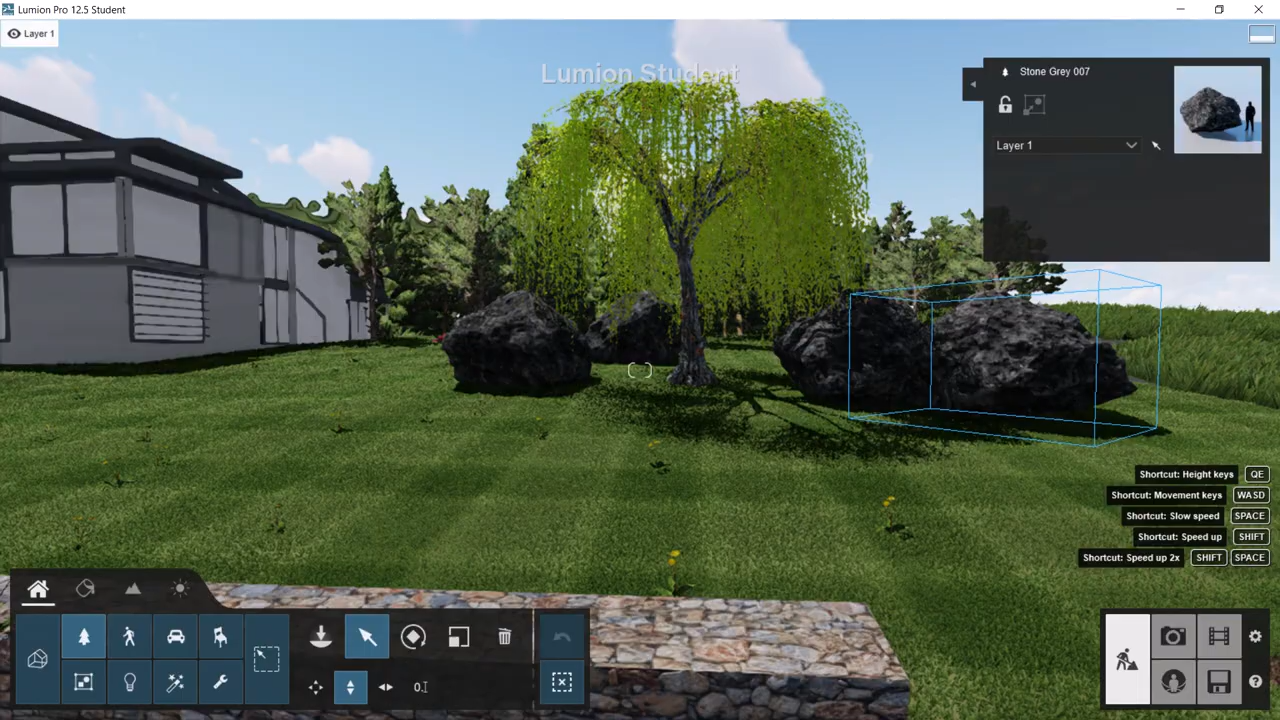 Lumion Pro 12.5 Student
Layer 1
Lumion Student
Stone Grey 007
Layer 1
Shortcut: Height keys QE
Shortcut: Movement keys WASD
Shortcut: Slow speed SPACE
Shortcut: Speed up SHIFT
Shortcut: Speed up 2x SHIFT SPACE
0.